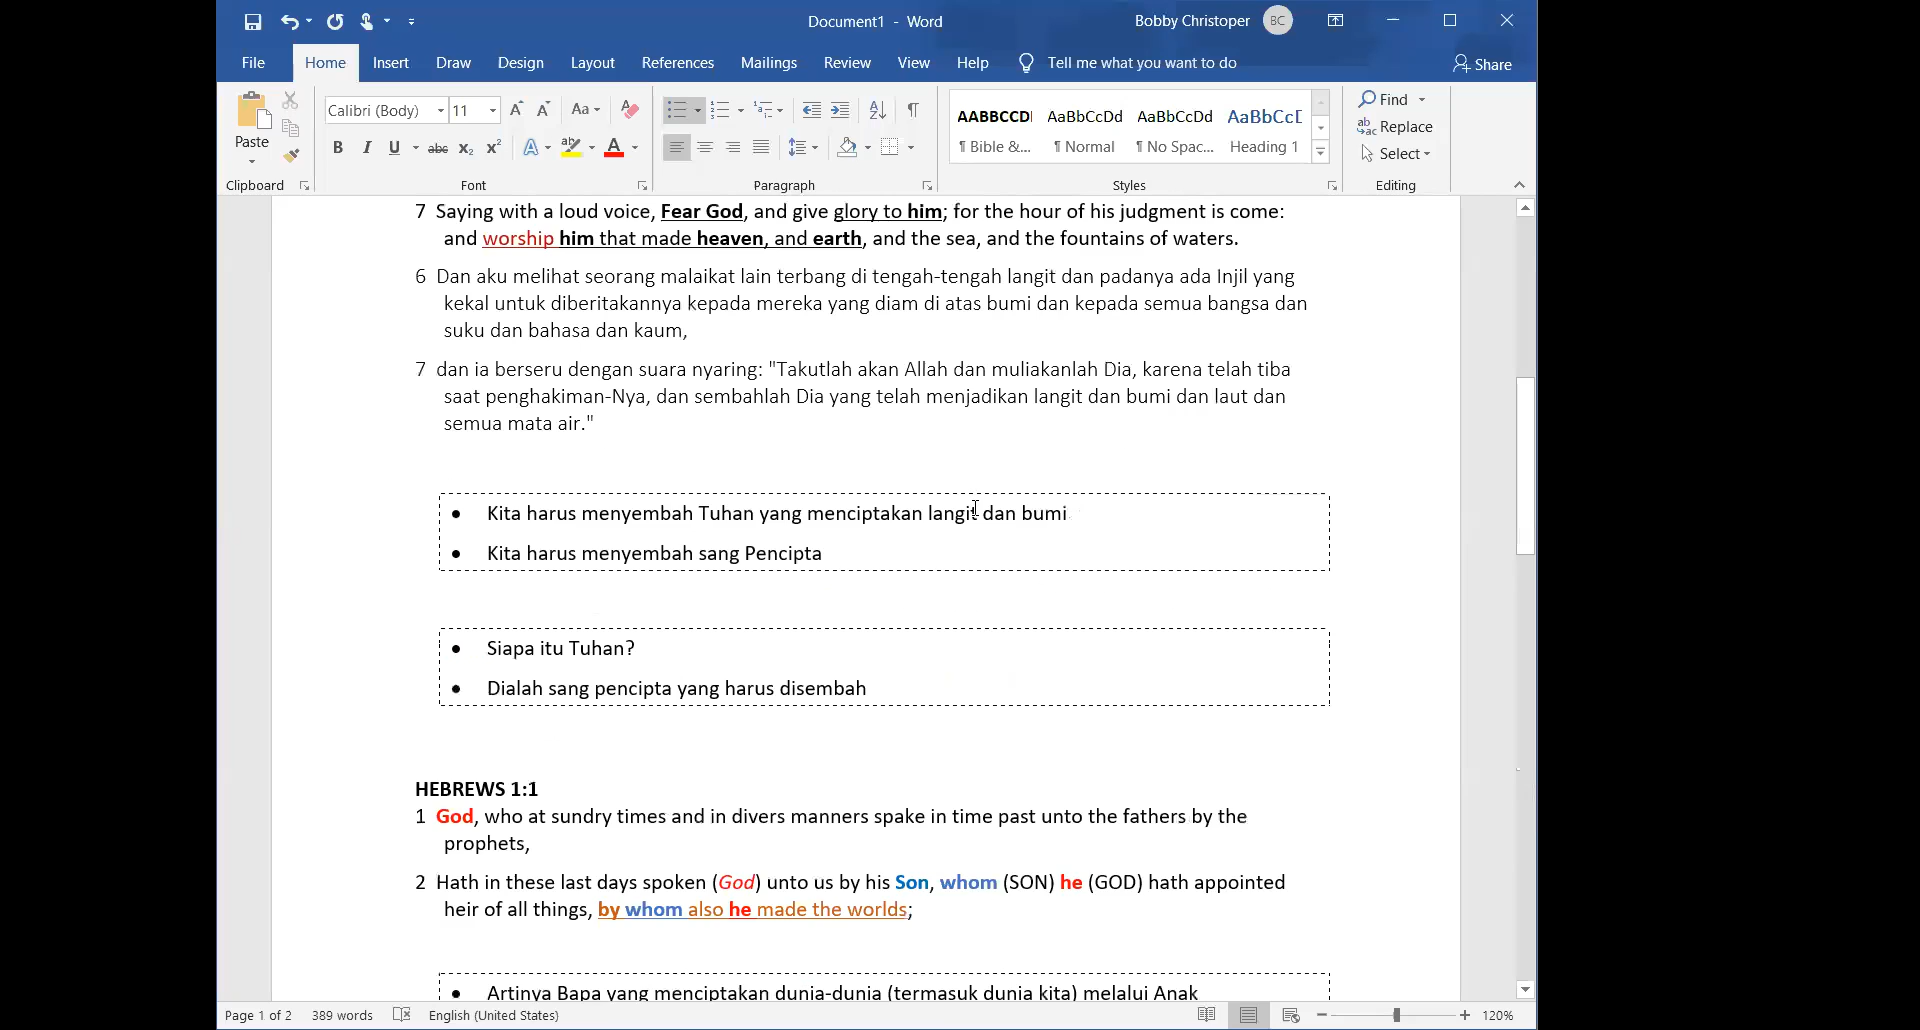 Document1 - Word
Bobby Christoper BC
File Home Insert Draw Design Layout References Mailings Review View Help Tell me what you want to do Share
Paste
Calibri (Body) 11 Aa
AABBCCDI AaBbCcDd AaBbCcDd AaBbCcC
¶ Bible &... ¶ Normal ¶ No Spac... Heading 1
Find
Replace
Select
B I U abc x₂ x² A ab A
Clipboard Font Paragraph Styles Editing
7 Saying with a loud voice, Fear God, and give glory to him; for the hour of his judgment is come:
and worship him that made heaven, and earth, and the sea, and the fountains of waters.
6 Dan aku melihat seorang malaikat lain terbang di tengah-tengah langit dan padanya ada Injil yang
kekal untuk diberitakannya kepada mereka yang diam di atas bumi dan kepada semua bangsa dan
suku dan bahasa dan kaum,
7 dan ia berseru dengan suara nyaring: "Takutlah akan Allah dan muliakanlah Dia, karena telah tiba
saat penghakiman-Nya, dan sembahlah Dia yang telah menjadikan langit dan bumi dan laut dan
semua mata air."
• Kita harus menyembah Tuhan yang menciptakan langit dan bumi
• Kita harus menyembah sang Pencipta
• Siapa itu Tuhan?
• Dialah sang pencipta yang harus disembah
HEBREWS 1:1
1 God, who at sundry times and in divers manners spake in time past unto the fathers by the
prophets,
2 Hath in these last days spoken (God) unto us by his Son, whom (SON) he (GOD) hath appointed
heir of all things, by whom also he made the worlds;
• Artinya Bapa yang menciptakan dunia-dunia (termasuk dunia kita) melalui Anak
Page 1 of 2 389 words English (United States) 120%